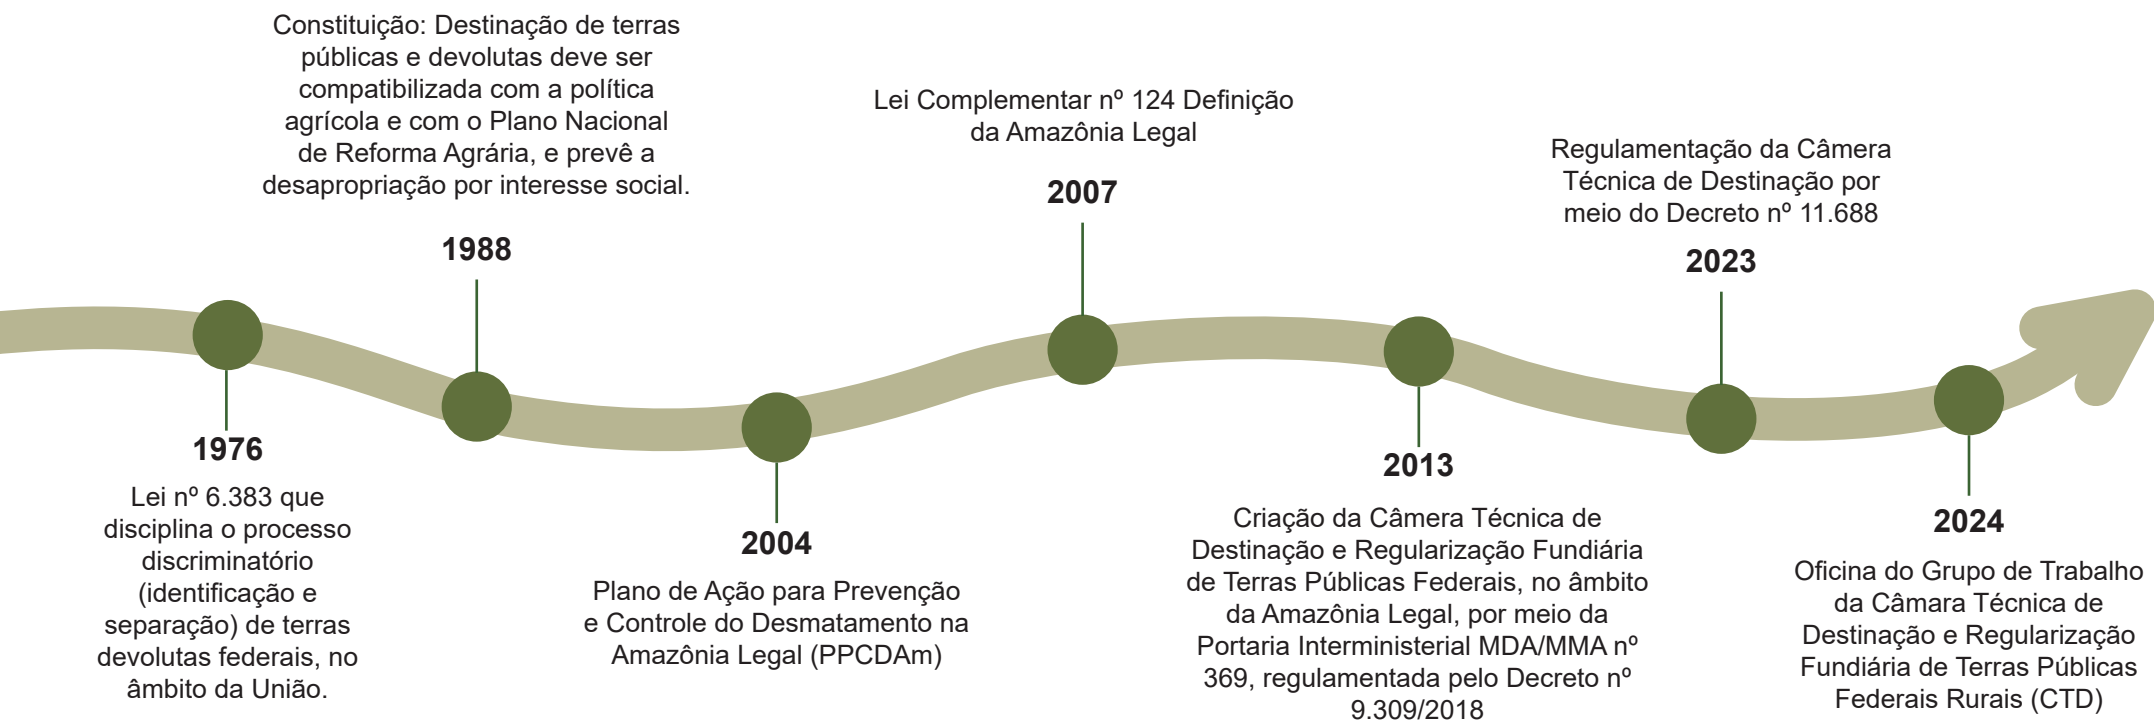 Constituição: Destinação de terras
públicas e devolutas deve ser
compatibilizada com a política
agrícola e com o Plano Nacional
de Reforma Agrária, e prevê a
desapropriação por interesse social.
1988
Lei Complementar nº 124 Definição
da Amazônia Legal
2007
Regulamentação da Câmera
Técnica de Destinação por
meio do Decreto nº 11.688
2023
1976
Lei nº 6.383 que
disciplina o processo
discriminatório
(identificação e
separação) de terras
devolutas federais, no
âmbito da União.
2004
Plano de Ação para Prevenção
e Controle do Desmatamento na
Amazônia Legal (PPCDAm)
2013
Criação da Câmera Técnica de
Destinação e Regularização Fundiária
de Terras Públicas Federais, no âmbito
da Amazônia Legal, por meio da
Portaria Interministerial MDA/MMA nº
369, regulamentada pelo Decreto nº
9.309/2018
2024
Oficina do Grupo de Trabalho
da Câmara Técnica de
Destinação e Regularização
Fundiária de Terras Públicas
Federais Rurais (CTD)